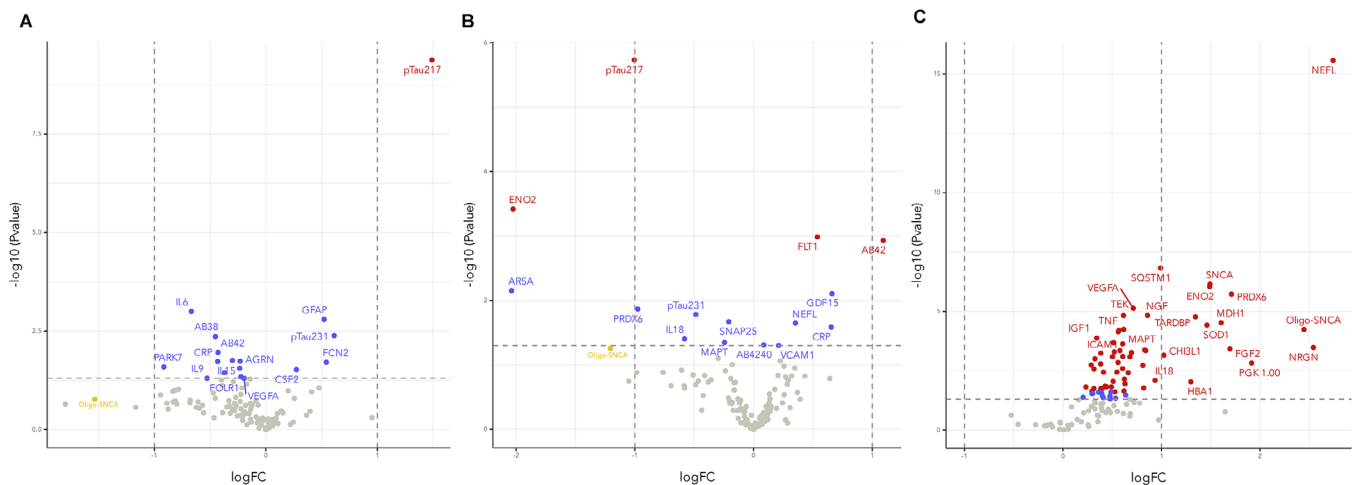 A
pTau217
IL6
GFAP
AB38
pTau231
CRP
AB42
PARK7
AGRN
FCN2
IL9
IL15
CSF2
FOLR1
VEGFA
Oligo-SNCA
7.5
5.0
2.5
0.0
-1
0
1
-log10 (Pvalue)
logFC
B
pTau217
ENO2
FLT1
AB42
ARSA
GDF15
PRDX6
pTau231
NEFL
IL18
SNAP25
CRP
MAPT
AB4240
VCAM1
Oligo-SNCA
6
4
2
0
-2
-1
0
1
-log10 (Pvalue)
logFC
C
NEFL
SQSTM1
SNCA
VEGFA
ENO2
PRDX6
TEK
NGF
MDH1
TNF
TARDBP
Oligo-SNCA
IGF1
SOD1
ICAM1
MAPT
CHI3L1
FGF2
NRGN
IL18
PGK 1.00
HBA1
15
10
5
0
-1
0
1
2
-log10 (Pvalue)
logFC